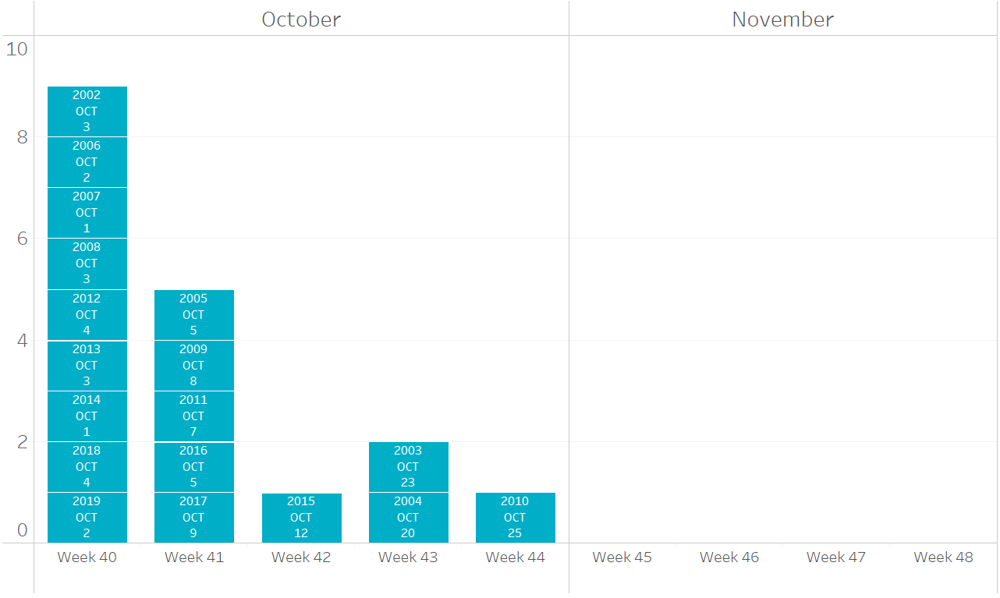 October
November
10
8
6
4
2
0
2002
OCT
3
2006
OCT
2
2007
OCT
1
2008
OCT
3
2012
OCT
4
2013
OCT
3
2014
OCT
1
2018
OCT
4
2019
OCT
2
2005
OCT
5
2009
OCT
8
2011
OCT
7
2016
OCT
5
2017
OCT
9
2015
OCT
12
2003
OCT
23
2004
OCT
20
2010
OCT
25
Week 40
Week 41
Week 42
Week 43
Week 44
Week 45
Week 46
Week 47
Week 48